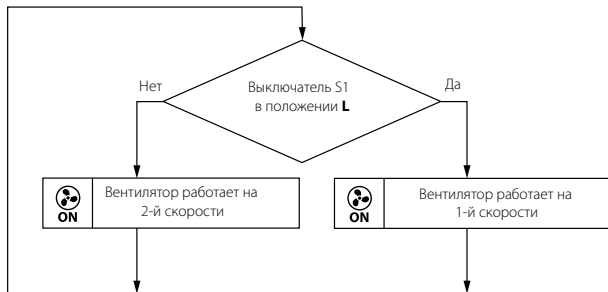 Выключатель S1
в положении L
Нет
Да
ON
Вентилятор работает на
2-й скорости
ON
Вентилятор работает на
1-й скорости